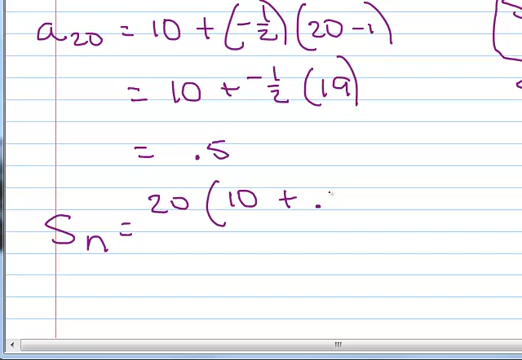 a₂₀ = 10 + (-½)(20-1)
= 10 + -½ (19)
= .5
Sₙ = 20 (10 + .